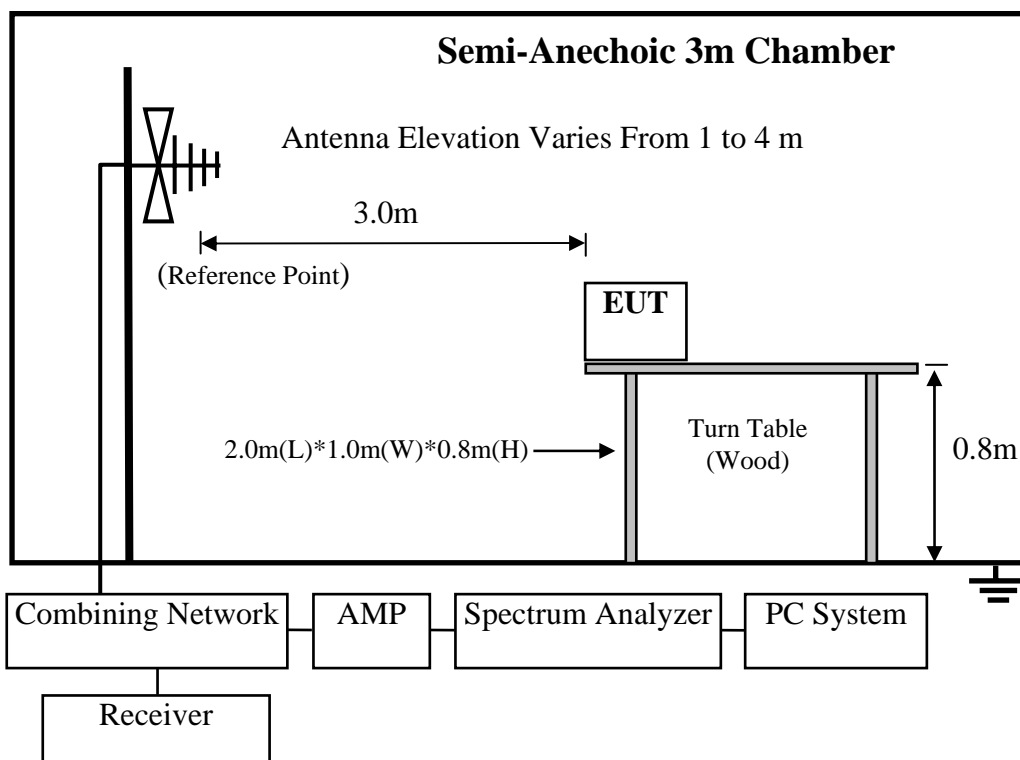 Semi-Anechoic 3m Chamber
Antenna Elevation Varies From 1 to 4 m
3.0m
(Reference Point)
EUT
2.0m(L)*1.0m(W)*0.8m(H)
Turn Table
(Wood)
0.8m
Combining Network
AMP
Spectrum Analyzer
PC System
Receiver